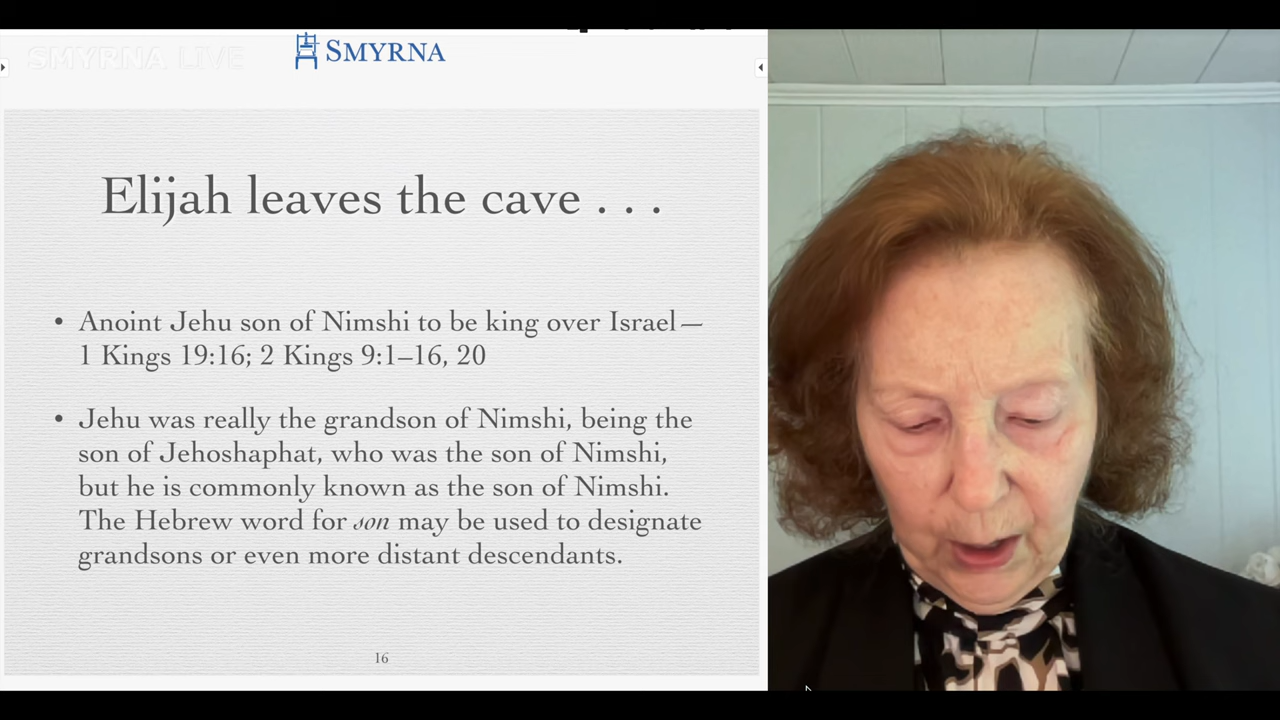 SMYRNA LIVE
SMYRNA
Elijah leaves the cave . . .
• Anoint Jehu son of Nimshi to be king over Israel—
1 Kings 19:16; 2 Kings 9:1–16, 20
• Jehu was really the grandson of Nimshi, being the
son of Jehoshaphat, who was the son of Nimshi,
but he is commonly known as the son of Nimshi.
The Hebrew word for son may be used to designate
grandsons or even more distant descendants.
16